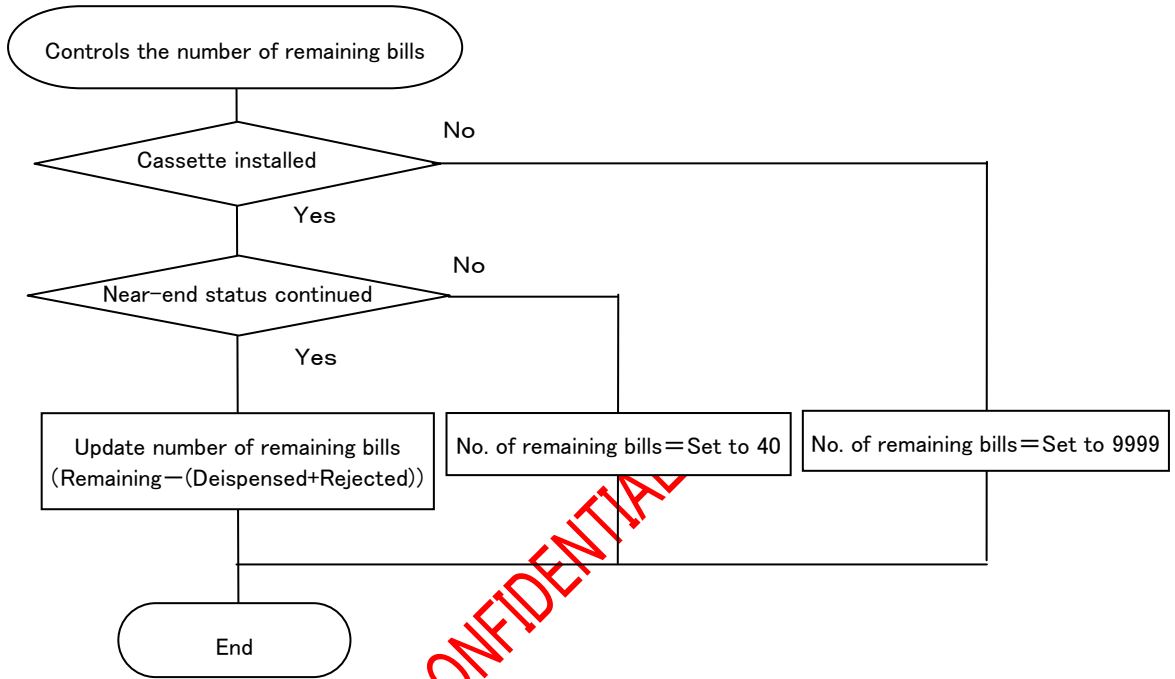 Controls the number of remaining bills
No
Cassette installed
Yes
No
Near-end status continued
Yes
Update number of remaining bills
(Remaining－(Deispensed+Rejected))
No. of remaining bills＝Set to 40
No. of remaining bills＝Set to 9999
CONFIDENTIAL
End